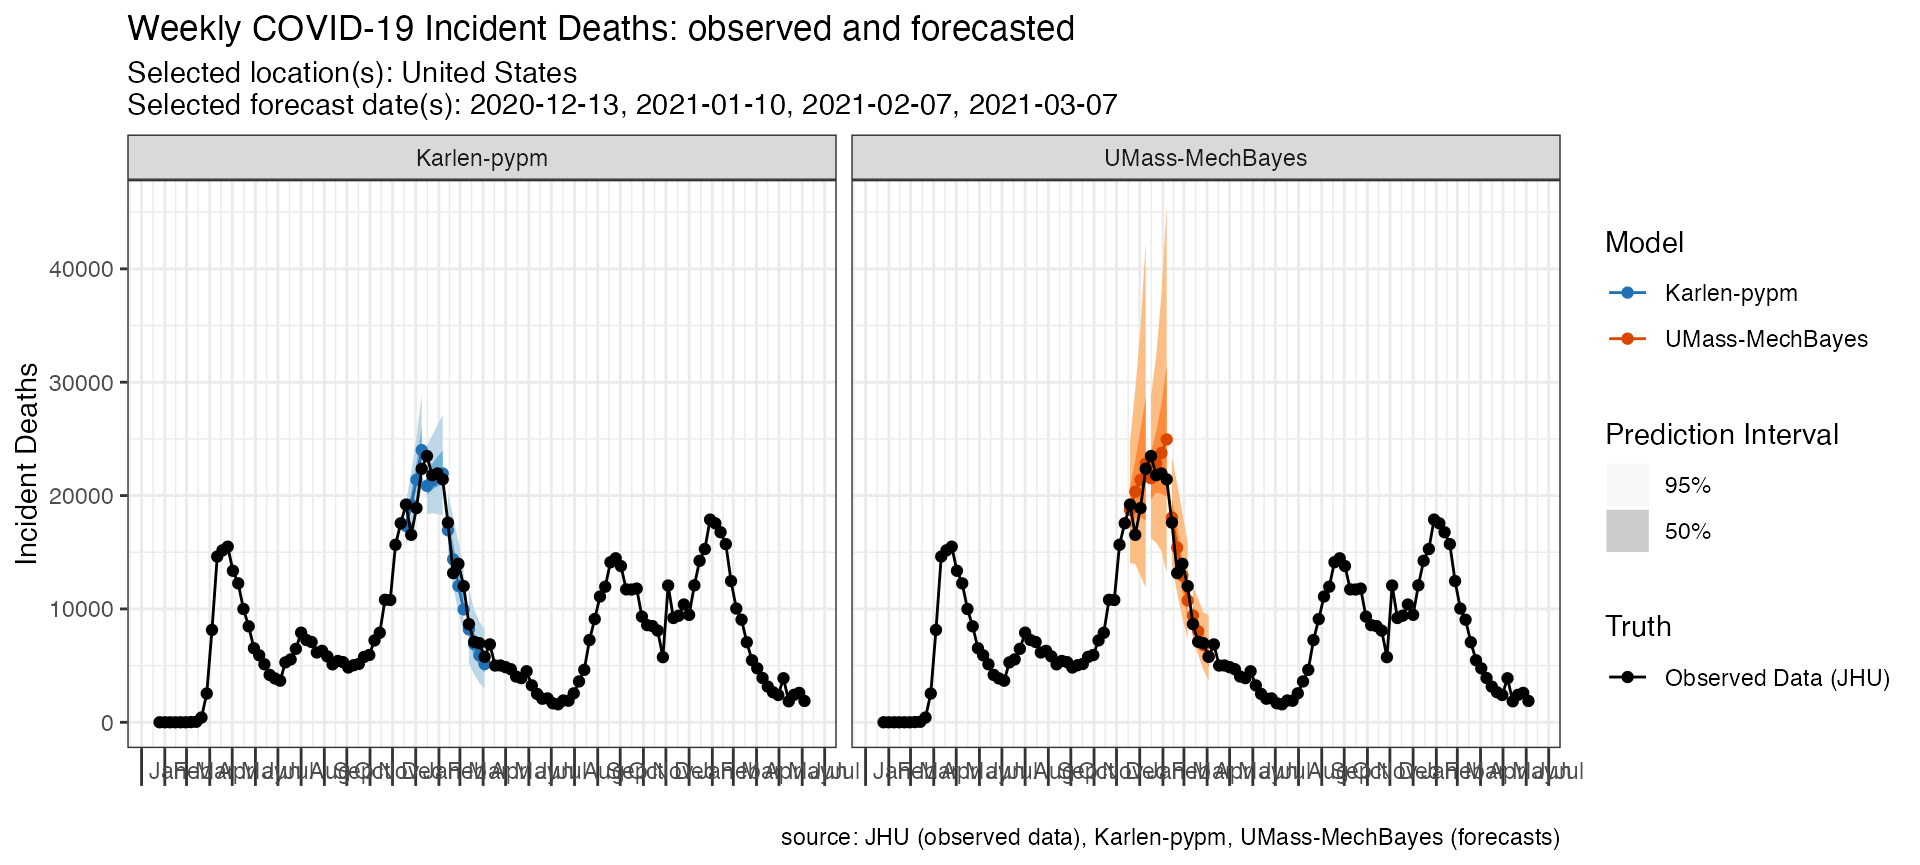 Weekly COVID-19 Incident Deaths: observed and forecasted
Selected location(s): United States
Selected forecast date(s): 2020-12-13, 2021-01-10, 2021-02-07, 2021-03-07
Karlen-pypm
UMass-MechBayes
Incident Deaths
40000
30000
20000
10000
0
Model
Karlen-pypm
UMass-MechBayes
Prediction Interval
95%
50%
Truth
Observed Data (JHU)
source: JHU (observed data), Karlen-pypm, UMass-MechBayes (forecasts)